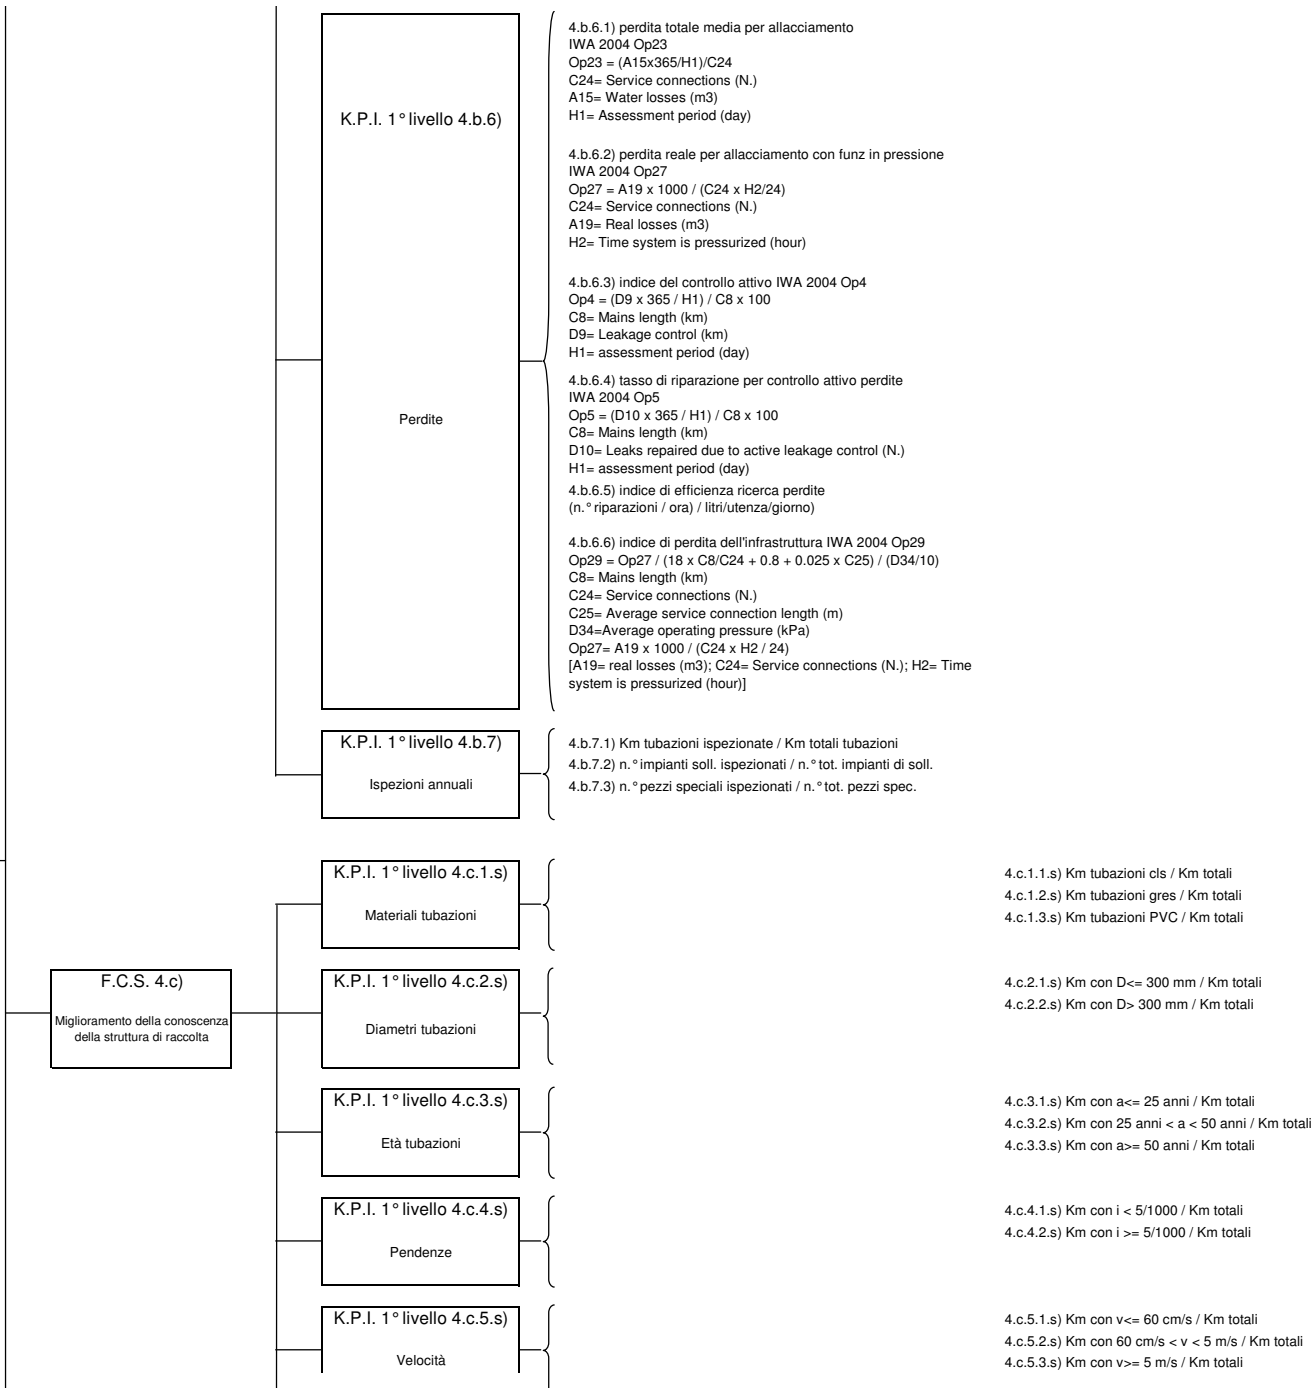 K.P.I. 1° livello 4.b.6)
Perdite
4.b.6.1) perdita totale media per allacciamento
IWA 2004 Op23
Op23 = (A15x365/H1)/C24
C24= Service connections (N.)
A15= Water losses (m3)
H1= Assessment period (day)
4.b.6.2) perdita reale per allacciamento con funz in pressione
IWA 2004 Op27
Op27 = A19 x 1000 / (C24 x H2/24)
C24= Service connections (N.)
A19= Real losses (m3)
H2= Time system is pressurized (hour)
4.b.6.3) indice del controllo attivo IWA 2004 Op4
Op4 = (D9 x 365 / H1) / C8 x 100
C8= Mains length (km)
D9= Leakage control (km)
H1= assessment period (day)
4.b.6.4) tasso di riparazione per controllo attivo perdite
IWA 2004 Op5
Op5 = (D10 x 365 / H1) / C8 x 100
C8= Mains length (km)
D10= Leaks repaired due to active leakage control (N.)
H1= assessment period (day)
4.b.6.5) indice di efficienza ricerca perdite
(n.° riparazioni / ora) / litri/utenza/giorno)
4.b.6.6) indice di perdita dell'infrastruttura IWA 2004 Op29
Op29 = Op27 / (18 x C8/C24 + 0.8 + 0.025 x C25) / (D34/10)
C8= Mains length (km)
C24= Service connections (N.)
C25= Average service connection length (m)
D34=Average operating pressure (kPa)
Op27= A19 x 1000 / (C24 x H2 / 24)
[A19= real losses (m3); C24= Service connections (N.); H2= Time
system is pressurized (hour)]
K.P.I. 1° livello 4.b.7)
Ispezioni annuali
4.b.7.1) Km tubazioni ispezionate / Km totali tubazioni
4.b.7.2) n.° impianti soll. ispezionati / n.° tot. impianti di soll.
4.b.7.3) n.° pezzi speciali ispezionati / n.° tot. pezzi spec.
F.C.S. 4.c)
Miglioramento della conoscenza
della struttura di raccolta
K.P.I. 1° livello 4.c.1.s)
Materiali tubazioni
4.c.1.1.s) Km tubazioni cls / Km totali
4.c.1.2.s) Km tubazioni gres / Km totali
4.c.1.3.s) Km tubazioni PVC / Km totali
K.P.I. 1° livello 4.c.2.s)
Diametri tubazioni
4.c.2.1.s) Km con D<= 300 mm / Km totali
4.c.2.2.s) Km con D> 300 mm / Km totali
K.P.I. 1° livello 4.c.3.s)
Età tubazioni
4.c.3.1.s) Km con a<= 25 anni / Km totali
4.c.3.2.s) Km con 25 anni < a < 50 anni / Km totali
4.c.3.3.s) Km con a>= 50 anni / Km totali
K.P.I. 1° livello 4.c.4.s)
Pendenze
4.c.4.1.s) Km con i < 5/1000 / Km totali
4.c.4.2.s) Km con i >= 5/1000 / Km totali
K.P.I. 1° livello 4.c.5.s)
Velocità
4.c.5.1.s) Km con v<= 60 cm/s / Km totali
4.c.5.2.s) Km con 60 cm/s < v < 5 m/s / Km totali
4.c.5.3.s) Km con v>= 5 m/s / Km totali